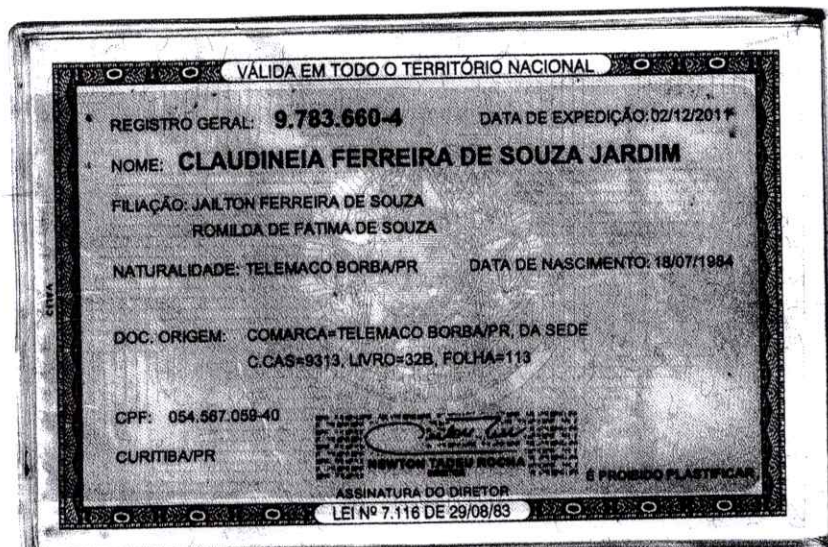 VÁLIDA EM TODO O TERRITÓRIO NACIONAL
REGISTRO GERAL: 9.783.660-4 DATA DE EXPEDIÇÃO: 02/12/2011
NOME: CLAUDINEIA FERREIRA DE SOUZA JARDIM
FILIAÇÃO: JAILTON FERREIRA DE SOUZA
ROMILDA DE FATIMA DE SOUZA
NATURALIDADE: TELEMACO BORBA/PR DATA DE NASCIMENTO: 18/07/1984
DOC. ORIGEM: COMARCA=TELEMACO BORBA/PR, DA SEDE
C.CAS=9313, LIVRO=32B, FOLHA=113
CPF: 054.567.059-40
CURITIBA/PR
NEWTON TADEU ROCHA
É PROIBIDO PLASTIFICAR
ASSINATURA DO DIRETOR
LEI Nº 7.116 DE 29/08/83